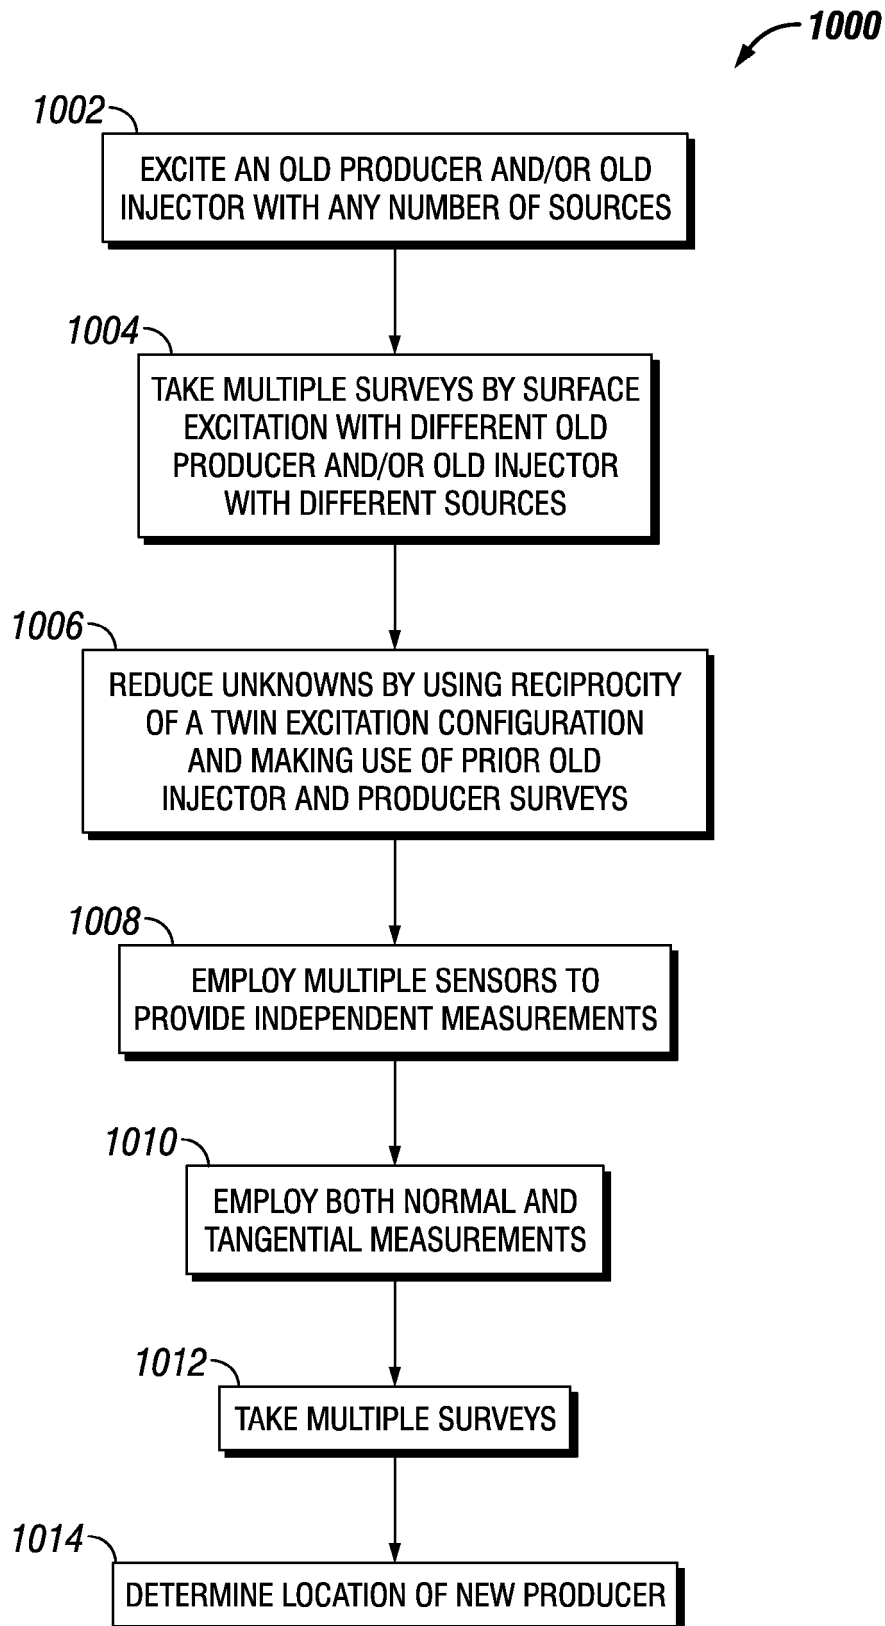 1000
1002
EXCITE AN OLD PRODUCER AND/OR OLD
INJECTOR WITH ANY NUMBER OF SOURCES
1004
TAKE MULTIPLE SURVEYS BY SURFACE
EXCITATION WITH DIFFERENT OLD
PRODUCER AND/OR OLD INJECTOR
WITH DIFFERENT SOURCES
1006
REDUCE UNKNOWNS BY USING RECIPROCITY
OF A TWIN EXCITATION CONFIGURATION
AND MAKING USE OF PRIOR OLD
INJECTOR AND PRODUCER SURVEYS
1008
EMPLOY MULTIPLE SENSORS TO
PROVIDE INDEPENDENT MEASUREMENTS
1010
EMPLOY BOTH NORMAL AND
TANGENTIAL MEASUREMENTS
1012
TAKE MULTIPLE SURVEYS
1014
DETERMINE LOCATION OF NEW PRODUCER